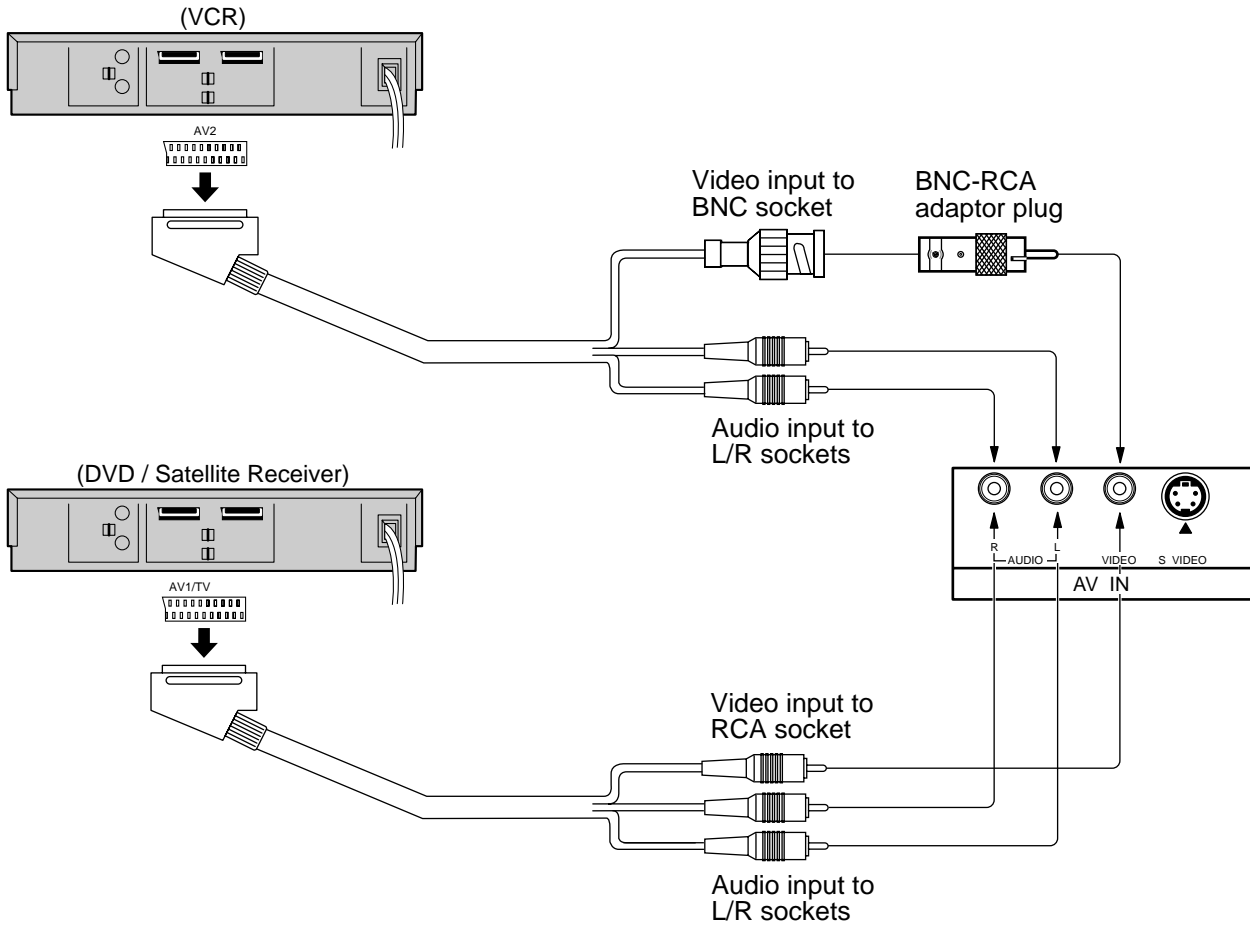 (VCR)
AV2
Video input to
BNC socket
BNC-RCA
adaptor plug
Audio input to
L/R sockets
(DVD / Satellite Receiver)
AV1/TV
R
L
AUDIO
VIDEO
S VIDEO
AV IN
Video input to
RCA socket
Audio input to
L/R sockets